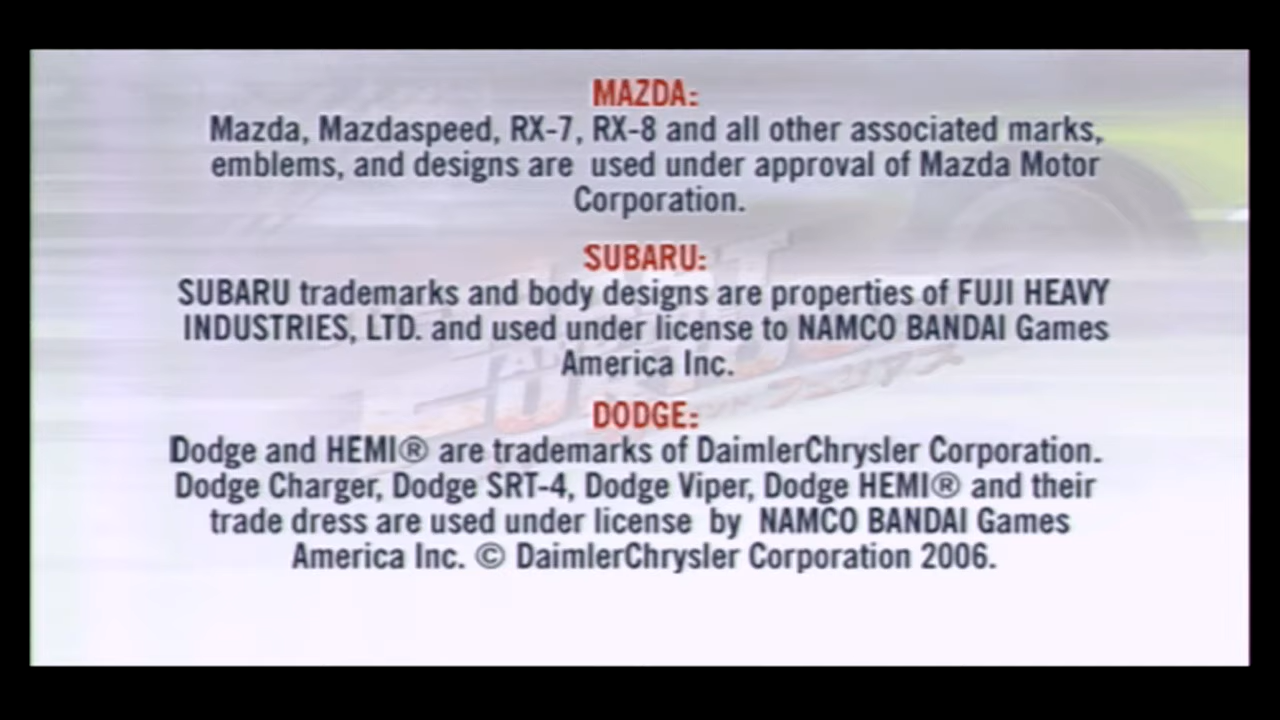 MAZDA:
Mazda, Mazdaspeed, RX-7, RX-8 and all other associated marks,
emblems, and designs are used under approval of Mazda Motor
Corporation.
SUBARU:
SUBARU trademarks and body designs are properties of FUJI HEAVY
INDUSTRIES, LTD. and used under license to NAMCO BANDAI Games
America Inc.
DODGE:
Dodge and HEMI® are trademarks of DaimlerChrysler Corporation.
Dodge Charger, Dodge SRT-4, Dodge Viper, Dodge HEMI® and their
trade dress are used under license by NAMCO BANDAI Games
America Inc. © DaimlerChrysler Corporation 2006.